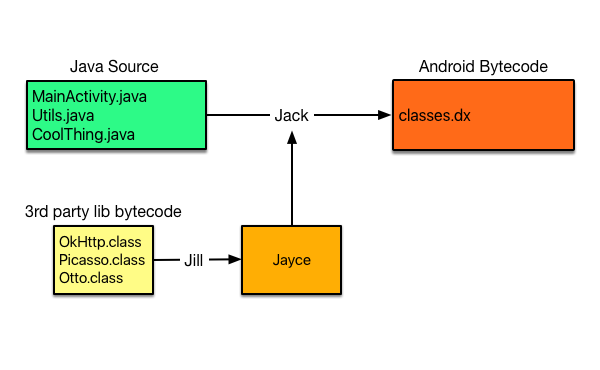 Java Source
Android Bytecode
MainActivity.java
Utils.java
CoolThing.java
Jack
classes.dx
3rd party lib bytecode
OkHttp.class
Picasso.class
Otto.class
Jill
Jayce